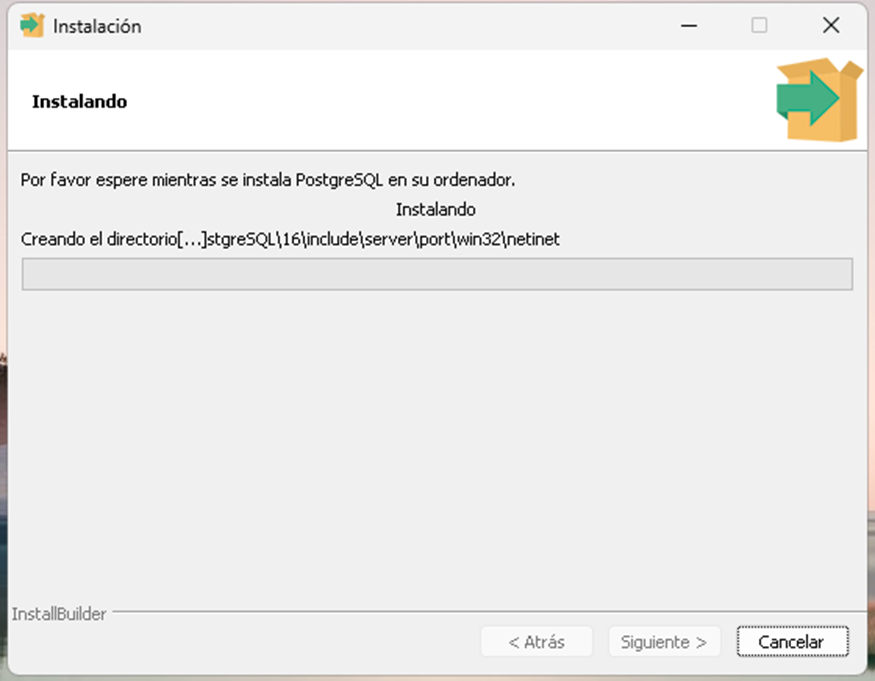 Instalación
Instalando
Por favor espere mientras se instala PostgreSQL en su ordenador.
Instalando
Creando el directorio[...]stgreSQL\16\include\server\port\win32\netinet
InstallBuilder
< Atrás
Siguiente >
Cancelar